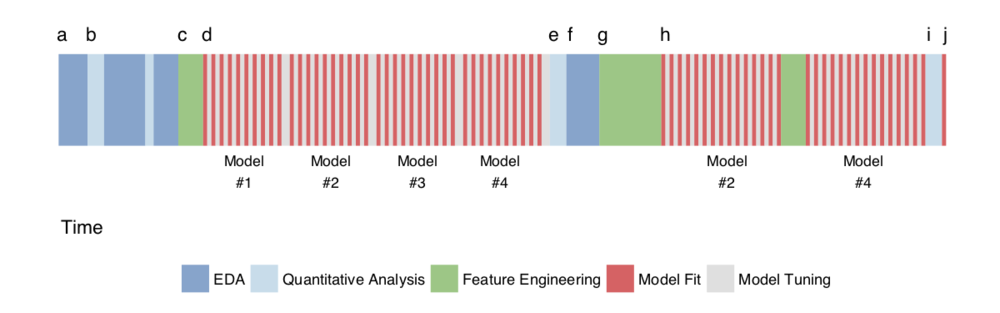 a b c d e f g h i j
Model Model Model Model Model Model
#1 #2 #3 #4 #2 #4
Time
EDA Quantitative Analysis Feature Engineering Model Fit Model Tuning